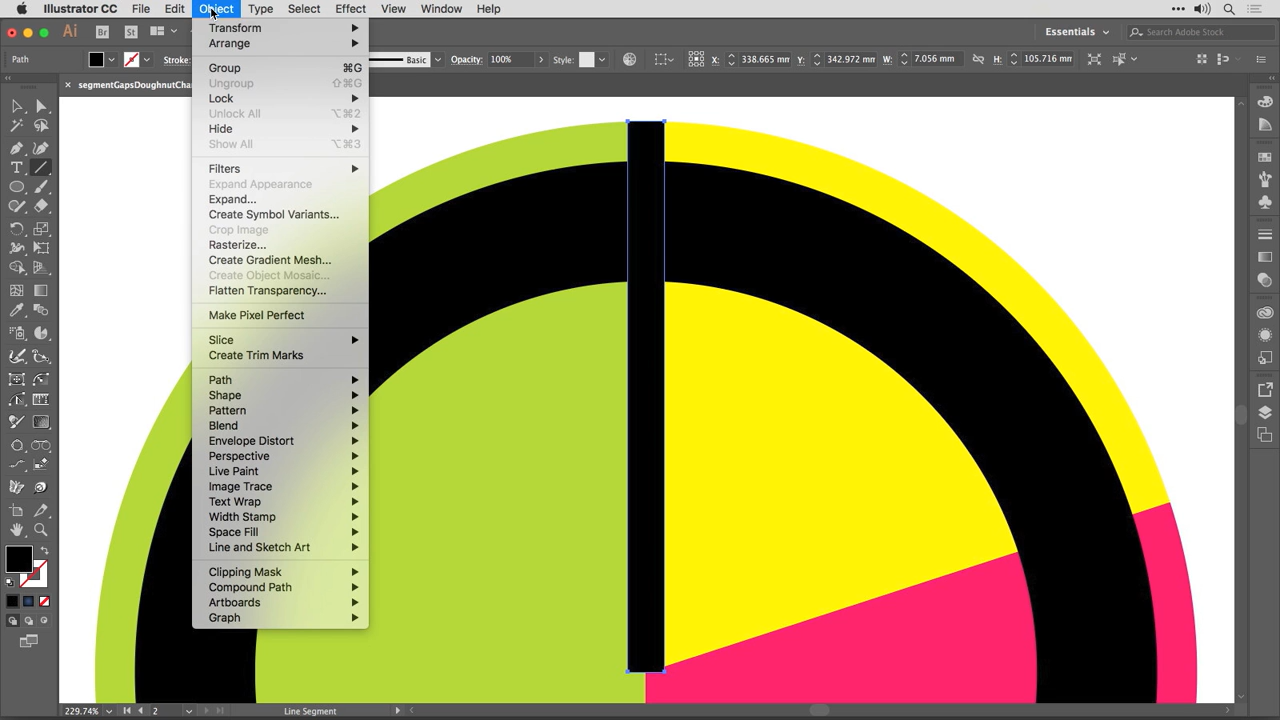 Illustrator CC File Edit Object Type Select Effect View Window Help
Ai Br St Essentials Search Adobe Stock
Path Stroke: Basic Opacity: 100% Style: X: 338.665 mm Y: 342.972 mm W: 7.056 mm H: 105.716 mm
× segmentGapsDoughnutCha
Transform
Arrange
Group ⌘G
Ungroup ⇧⌘G
Lock
Unlock All ⌥⌘2
Hide
Show All ⌥⌘3
Filters
Expand Appearance
Expand...
Create Symbol Variants...
Crop Image
Rasterize...
Create Gradient Mesh...
Create Object Mosaic...
Flatten Transparency...
Make Pixel Perfect
Slice
Create Trim Marks
Path
Shape
Pattern
Blend
Envelope Distort
Perspective
Live Paint
Image Trace
Text Wrap
Width Stamp
Space Fill
Line and Sketch Art
Clipping Mask
Compound Path
Artboards
Graph
229.74% 2 Line Segment